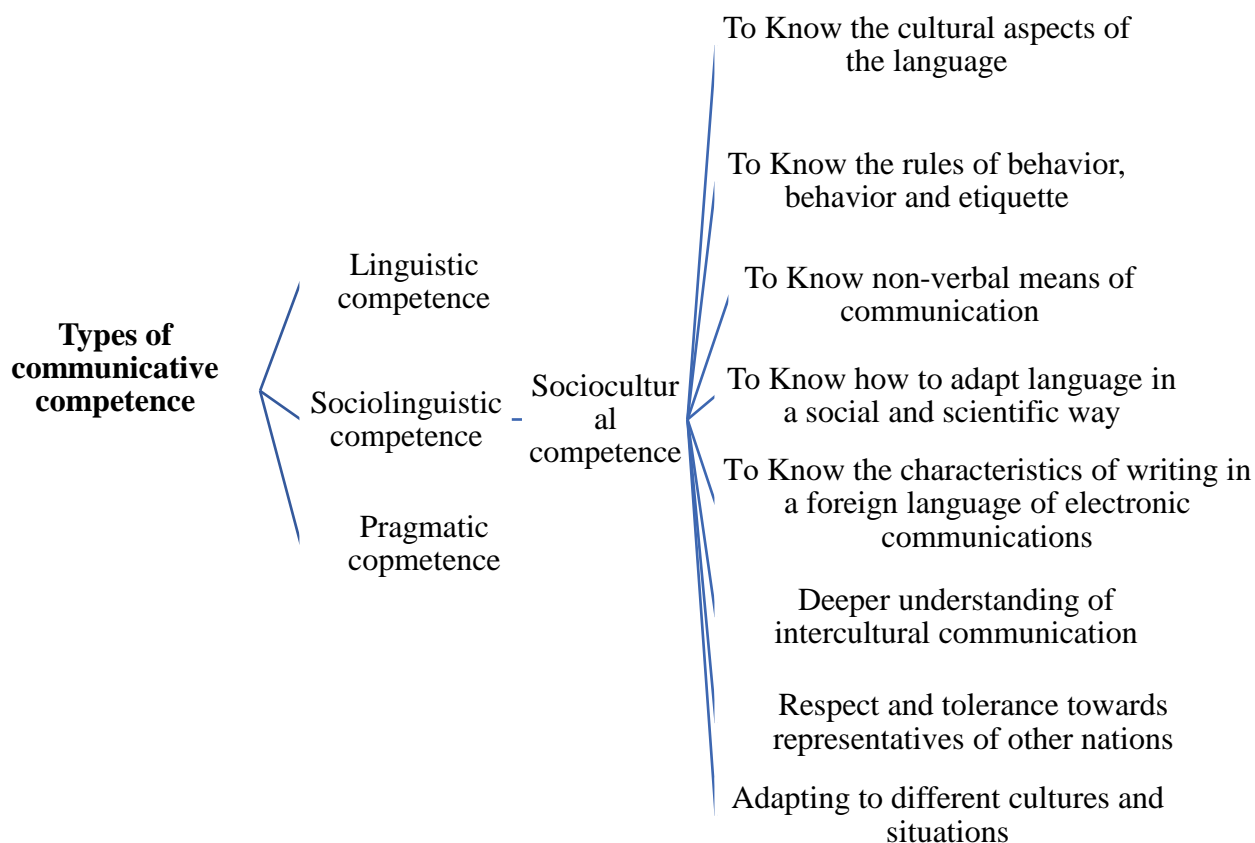 Types of
communicative
competence
Linguistic
competence
Sociolinguistic
competence
Pragmatic
copmetence
Sociocultur
al
competence
To Know the cultural aspects of
the language
To Know the rules of behavior,
behavior and etiquette
To Know non-verbal means of
communication
To Know how to adapt language in
a social and scientific way
To Know the characteristics of writing in
a foreign language of electronic
communications
Deeper understanding of
intercultural communication
Respect and tolerance towards
representatives of other nations
Adapting to different cultures and
situations